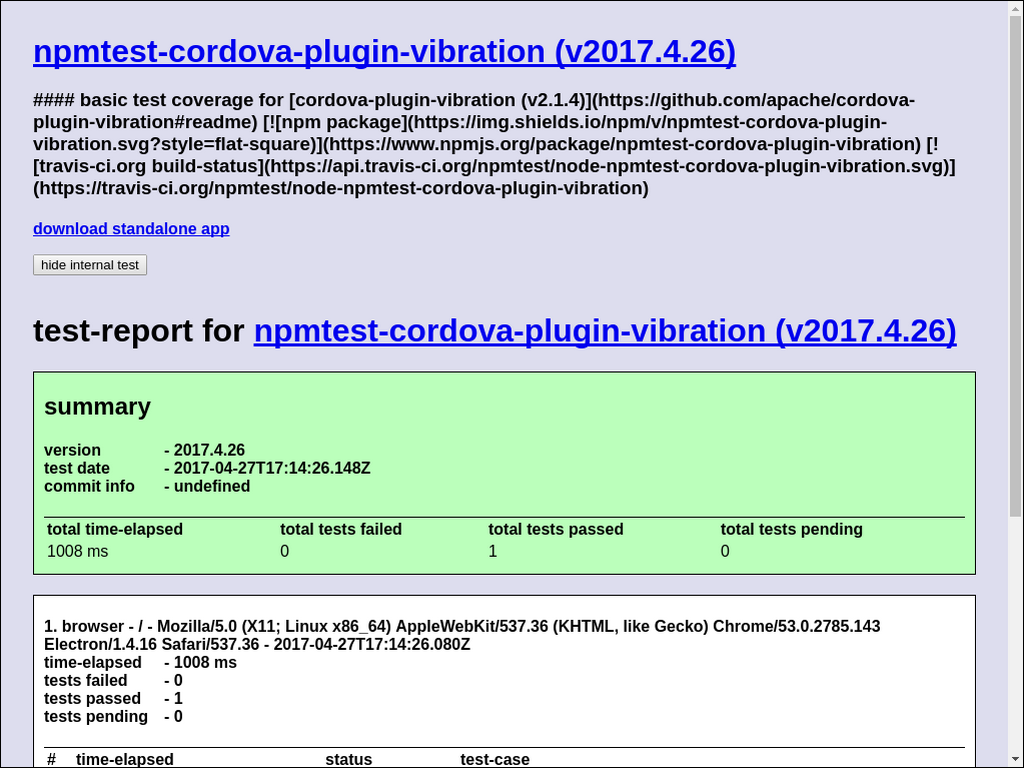 npmtest-cordova-plugin-vibration (v2017.4.26)
#### basic test coverage for [cordova-plugin-vibration (v2.1.4)](https://github.com/apache/cordova-
plugin-vibration#readme) [![npm package](https://img.shields.io/npm/v/npmtest-cordova-plugin-
vibration.svg?style=flat-square)](https://www.npmjs.org/package/npmtest-cordova-plugin-vibration) [!
[travis-ci.org build-status](https://api.travis-ci.org/npmtest/node-npmtest-cordova-plugin-vibration.svg)]
(https://travis-ci.org/npmtest/node-npmtest-cordova-plugin-vibration)
download standalone app
hide internal test
test-report for npmtest-cordova-plugin-vibration (v2017.4.26)
summary
version - 2017.4.26
test date - 2017-04-27T17:14:26.148Z
commit info - undefined
total time-elapsed total tests failed total tests passed total tests pending
1008 ms 0 1 0
1. browser - / - Mozilla/5.0 (X11; Linux x86_64) AppleWebKit/537.36 (KHTML, like Gecko) Chrome/53.0.2785.143
Electron/1.4.16 Safari/537.36 - 2017-04-27T17:14:26.080Z
time-elapsed - 1008 ms
tests failed - 0
tests passed - 1
tests pending - 0
# time-elapsed status test-case